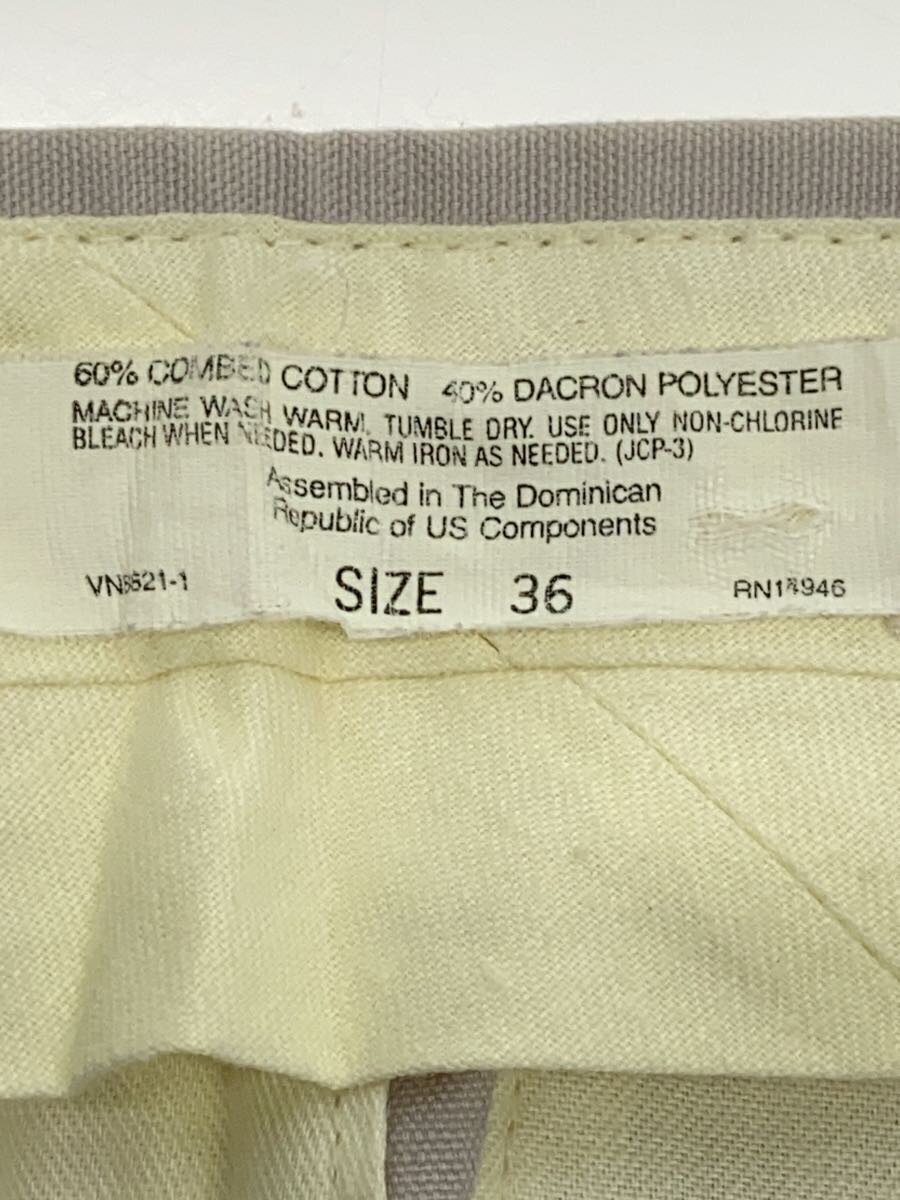 60% COMBED COTTON 40% DACRON POLYESTER
MACHINE WASH WARM. TUMBLE DRY. USE ONLY NON-CHLORINE
BLEACH WHEN NEEDED. WARM IRON AS NEEDED. (JCP-3)
Assembled in The Dominican
Republic of US Components
SIZE 36